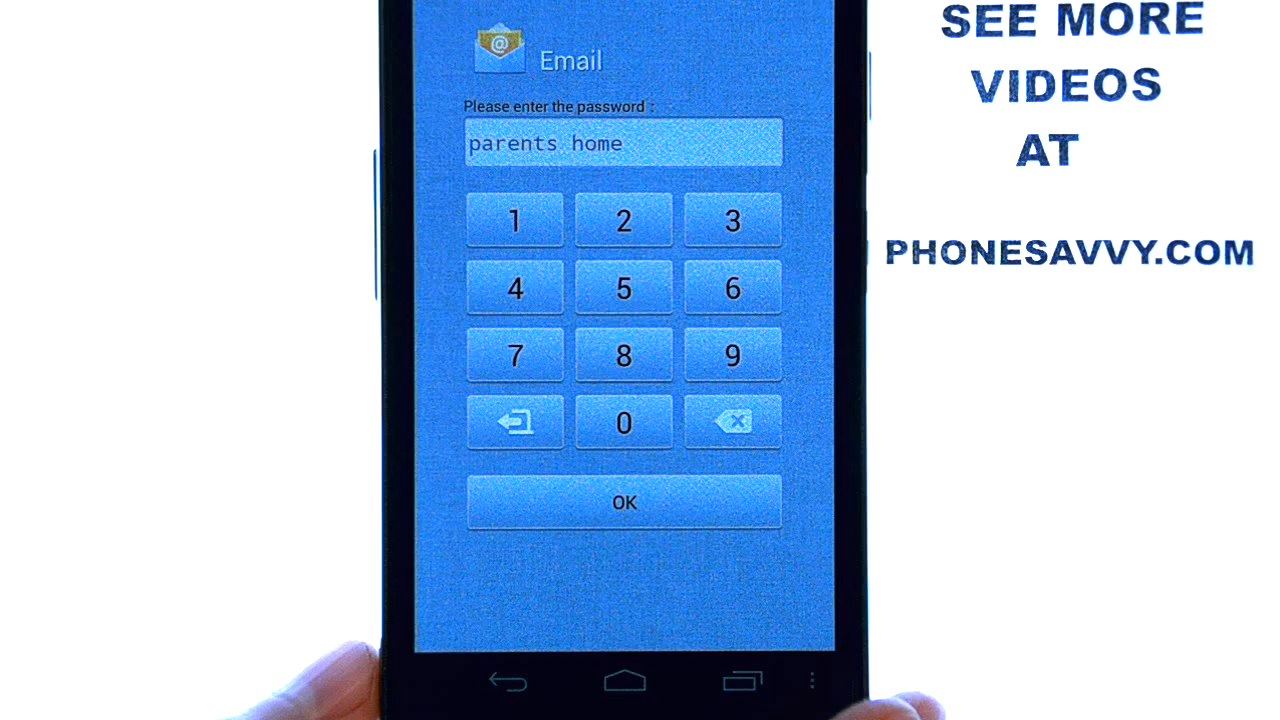 Email
Please enter the password :
parents home
1 2 3
4 5 6
7 8 9
0
OK
SEE MORE
VIDEOS
AT
PHONESAVVY.COM